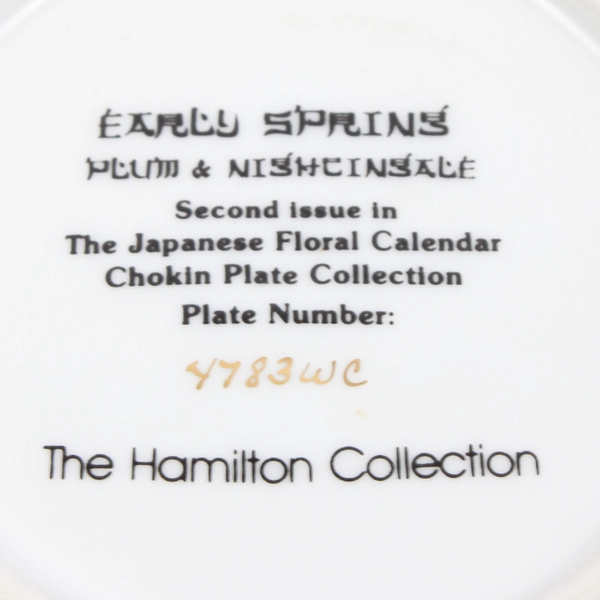 EARLY SPRING
PLUM & NIGHTINGALE
Second issue in
The Japanese Floral Calendar
Chokin Plate Collection
Plate Number:
4783WC
The Hamilton Collection